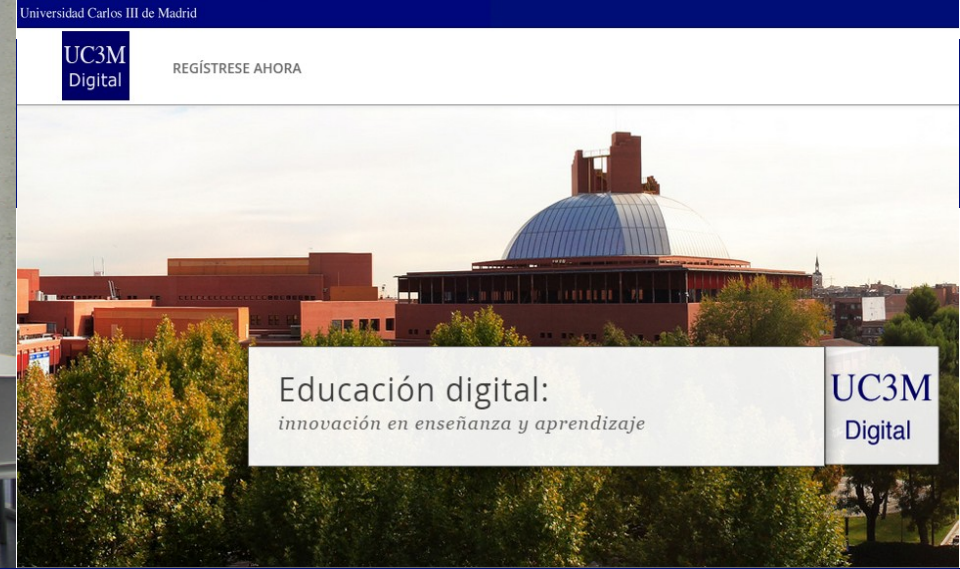 Universidad Carlos III de Madrid
UC3M
Digital
REGÍSTRESE AHORA
Educación digital:
innovación en enseñanza y aprendizaje
UC3M
Digital